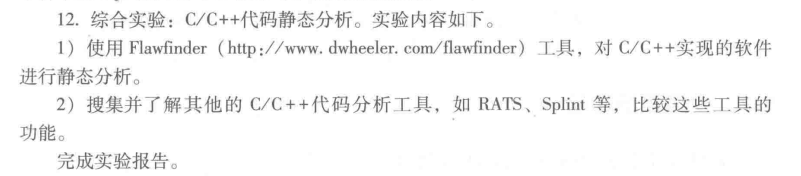 12. 综合实验：C/C++代码静态分析。实验内容如下。
1）使用 Flawfinder（http://www.dwheeler.com/flawfinder）工具，对 C/C++实现的软件
进行静态分析。
2）搜集并了解其他的 C/C++代码分析工具，如 RATS、Splint 等，比较这些工具的
功能。
完成实验报告。